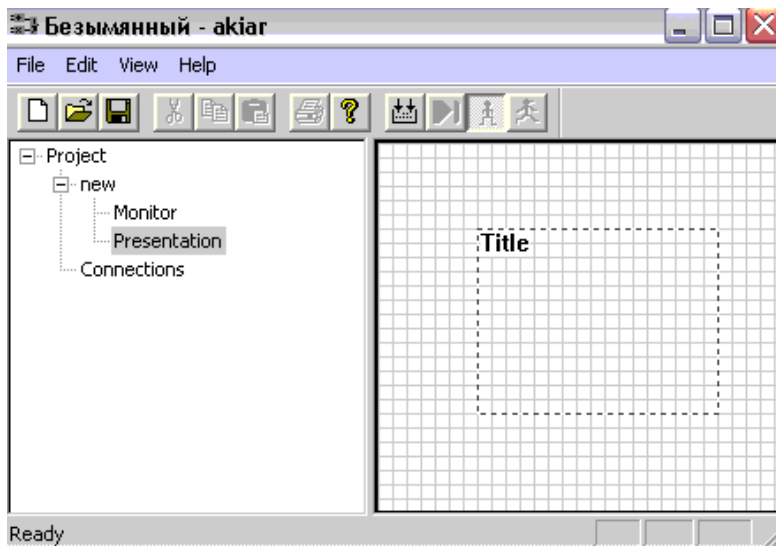 Безымянный - akiar
File Edit View Help
Project
new
Monitor
Presentation
Connections
Title
Ready